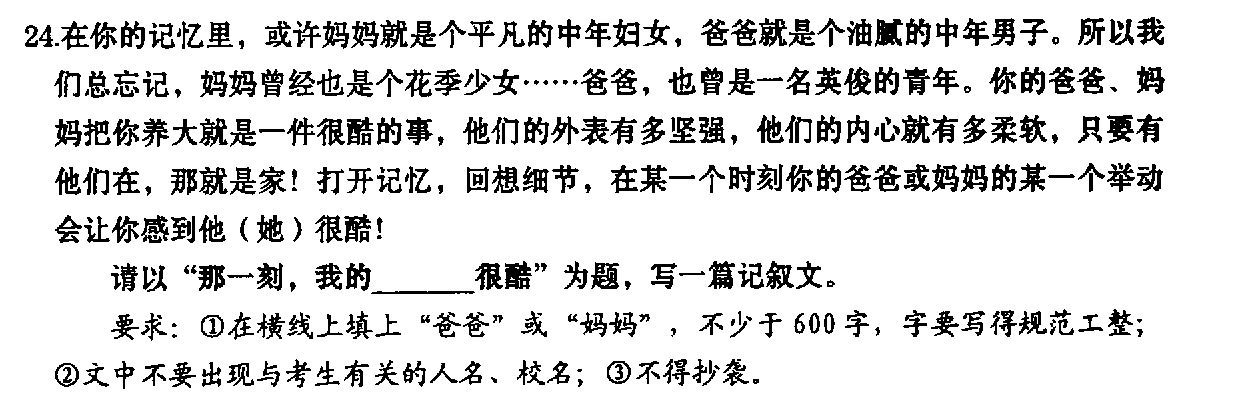 24.在你的记忆里，或许妈妈就是个平凡的中年妇女，爸爸就是个油腻的中年男子。所以我
们总忘记，妈妈曾经也是个花季少女……爸爸，也曾是一名英俊的青年。你的爸爸、妈
妈把你养大就是一件很酷的事，他们的外表有多坚强，他们的内心就有多柔软，只要有
他们在，那就是家！打开记忆，回想细节，在某一个时刻你的爸爸或妈妈的某一个举动
会让你感到他（她）很酷！
请以“那一刻，我的______很酷”为题，写一篇记叙文。
要求：①在横线上填上“爸爸”或“妈妈”，不少于 600 字，字要写得规范工整；
②文中不要出现与考生有关的人名、校名；③不得抄袭。